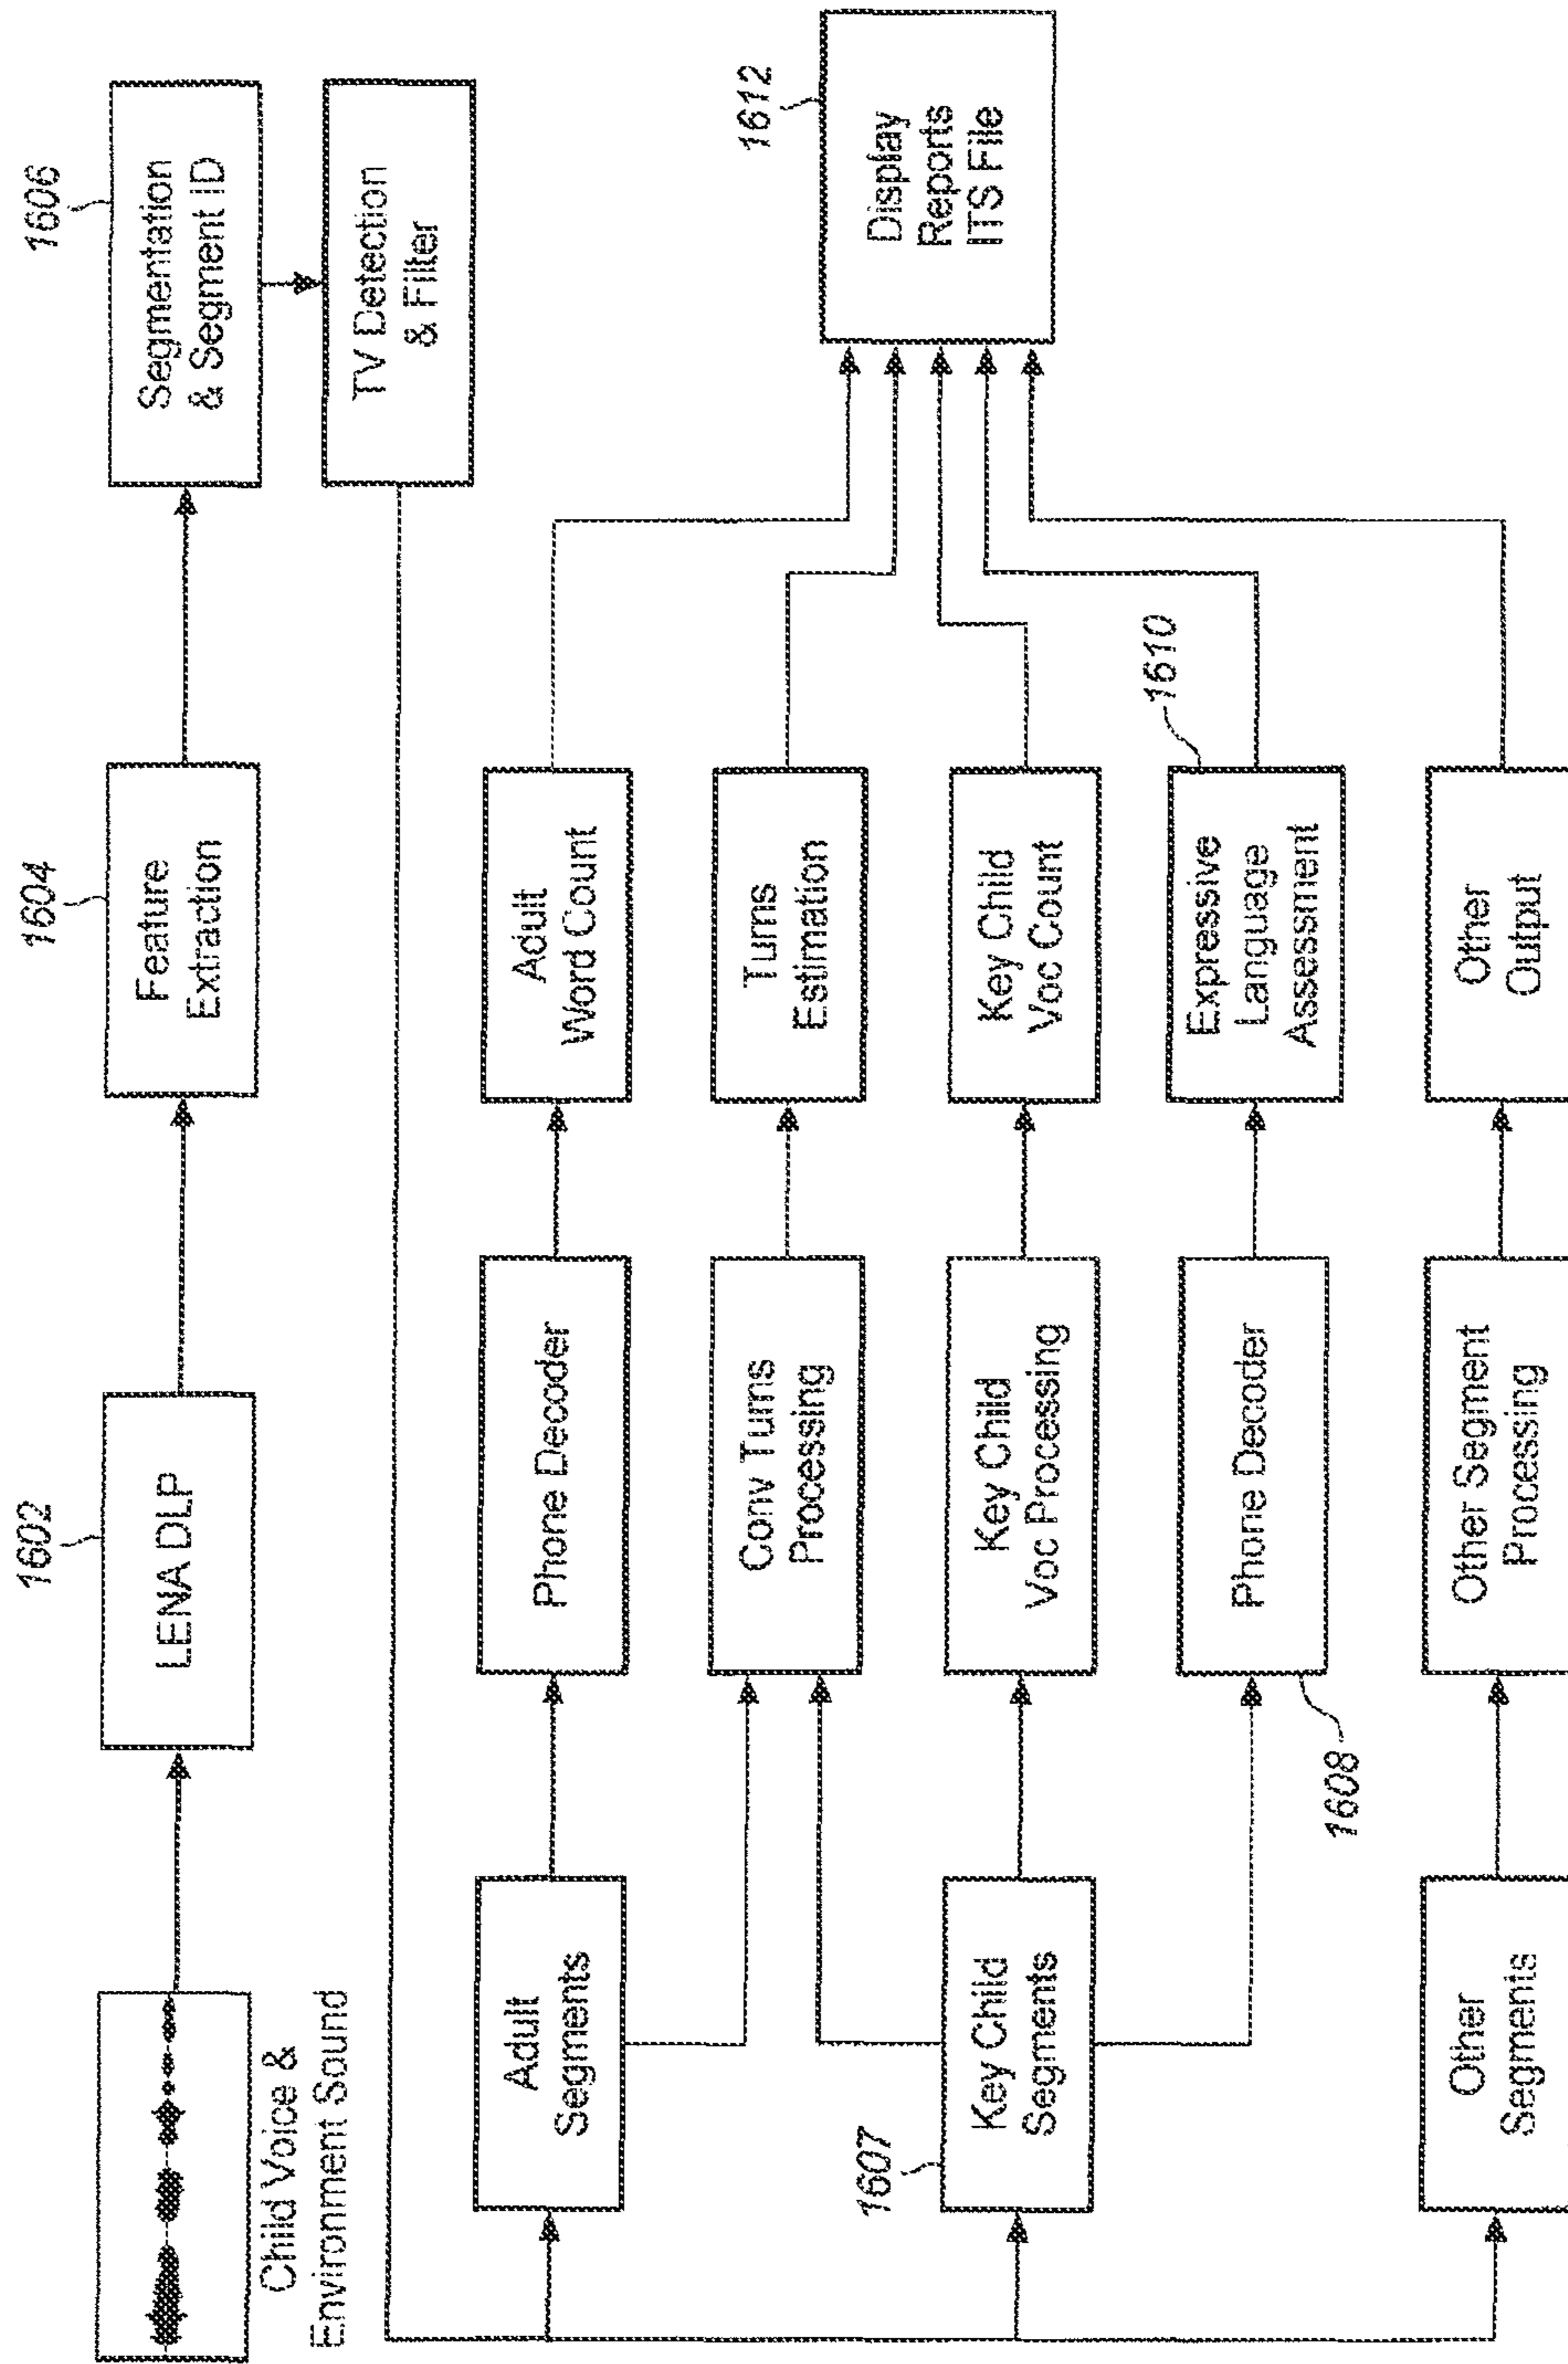 1602
1604
1606
LENA DLP
Feature
Extraction
Segmentation
& Segment ID
Child Voice &
Environment Sound
TV Detection
& Filter
Adult
Segments
Phone Decoder
Adult
Word Count
Conv Turns
Processing
Turns
Estimation
1612
Display
Reports
ITS File
1607
Key Child
Segments
Key Child
Voc Processing
Key Child
Voc Count
1608
Phone Decoder
1610
Expressive
Language
Assessment
Other
Segments
Other Segment
Processing
Other
Output